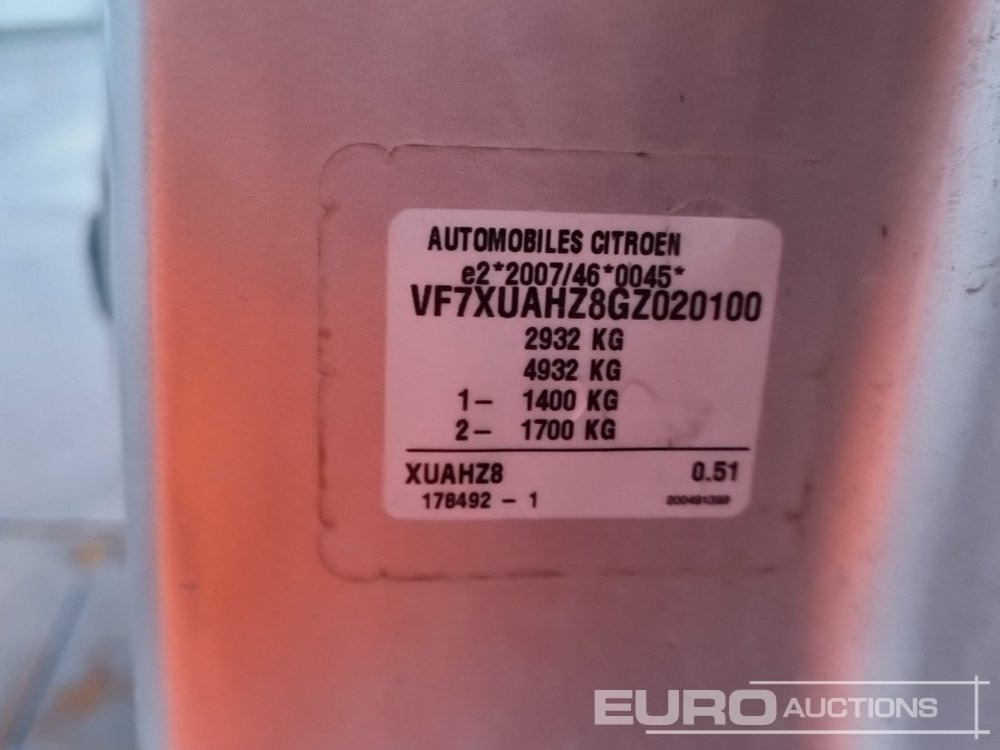 AUTOMOBILES CITROEN
e2*2007/46*0045*
VF7XUAHZ8GZ020100
2932 KG
4932 KG
1- 1400 KG
2- 1700 KG
XUAHZ8 0.51
178492 - 1
EURO AUCTIONS